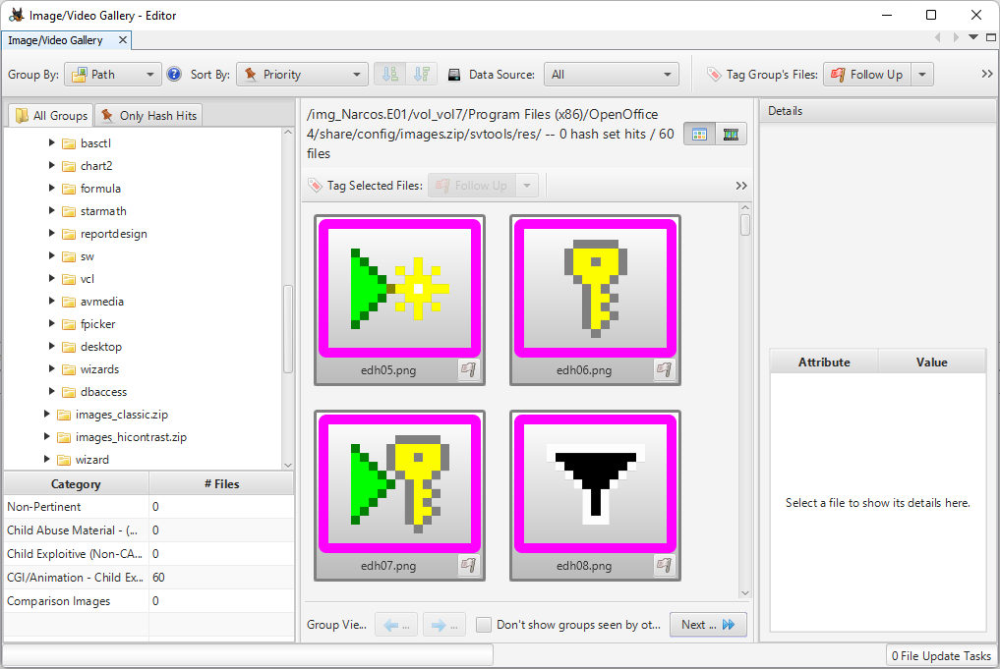 Image/Video Gallery - Editor
Image/Video Gallery
Group By: Path Sort By: Priority Data Source: All Tag Group's Files: Follow Up
All Groups Only Hash Hits
basctl
chart2
formula
starmath
reportdesign
sw
vcl
avmedia
fpicker
desktop
wizards
dbaccess
images_classic.zip
images_hicontrast.zip
wizard
Category # Files
Non-Pertinent 0
Child Abuse Material - (... 0
Child Exploitive (Non-CA... 0
CGI/Animation - Child Ex... 60
Comparison Images 0
/img_Narcos.E01/vol_vol7/Program Files (x86)/OpenOffice
4/share/config/images.zip/svtools/res/ -- 0 hash set hits / 60
files
Tag Selected Files: Follow Up
edh05.png
edh06.png
edh07.png
edh08.png
Group Vie... ... ... Don't show groups seen by ot... Next ...
Details
Attribute Value
Select a file to show its details here.
0 File Update Tasks